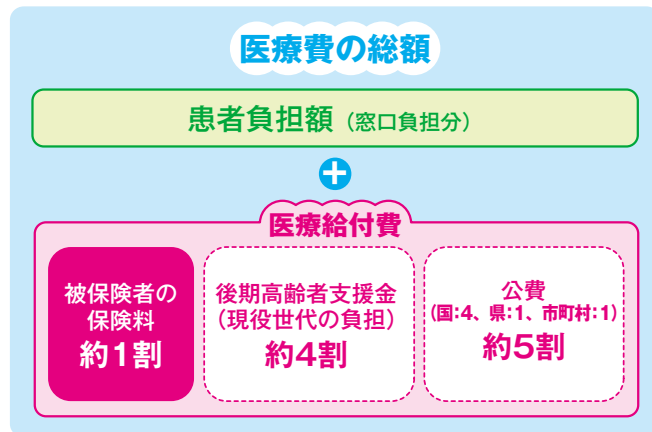 医療費の総額
患者負担額（窓口負担分）
+
医療給付費
被保険者の
保険料
約1割
後期高齢者支援金
（現役世代の負担）
約4割
公費
（国：4、県：1、市町村：1）
約5割